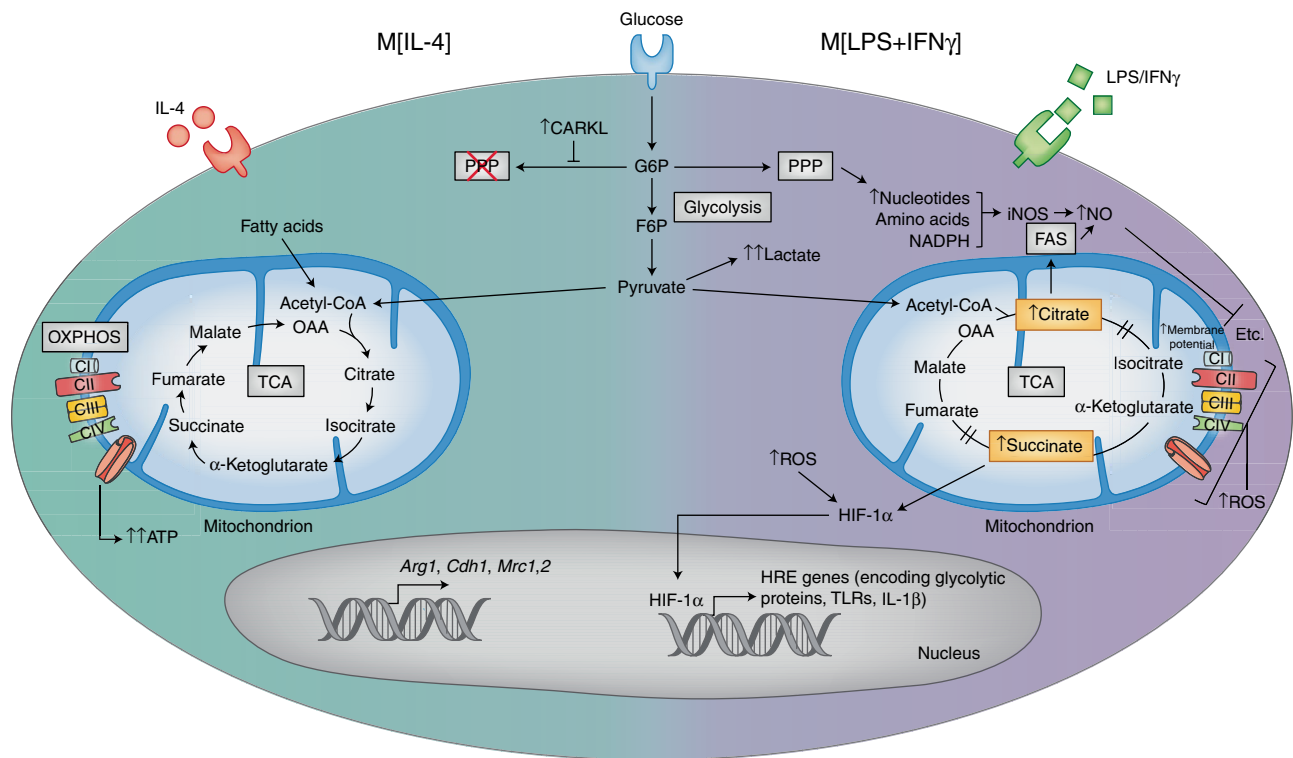 Glucose
M[IL-4]
M[LPS+IFNγ]
IL-4
LPS/IFNγ
↑CARKL
PPP
G6P
PPP
Glycolysis
F6P
↑Nucleotides
Amino acids
NADPH
iNOS
↑NO
FAS
Fatty acids
↑↑Lactate
Pyruvate
Acetyl-CoA
OAA
Malate
Fumarate
Succinate
α-Ketoglutarate
Isocitrate
Citrate
TCA
OXPHOS
CI
CII
CIII
CIV
↑↑ATP
Mitochondrion
Acetyl-CoA
OAA
↑Citrate
Malate
Fumarate
↑Succinate
α-Ketoglutarate
Isocitrate
TCA
↑Membrane
potential
Etc.
CI
CII
CIII
CIV
↑ROS
Mitochondrion
↑ROS
HIF-1α
Arg1, Cdh1, Mrc1,2
HIF-1α
HRE genes (encoding glycolytic
proteins, TLRs, IL-1β)
Nucleus